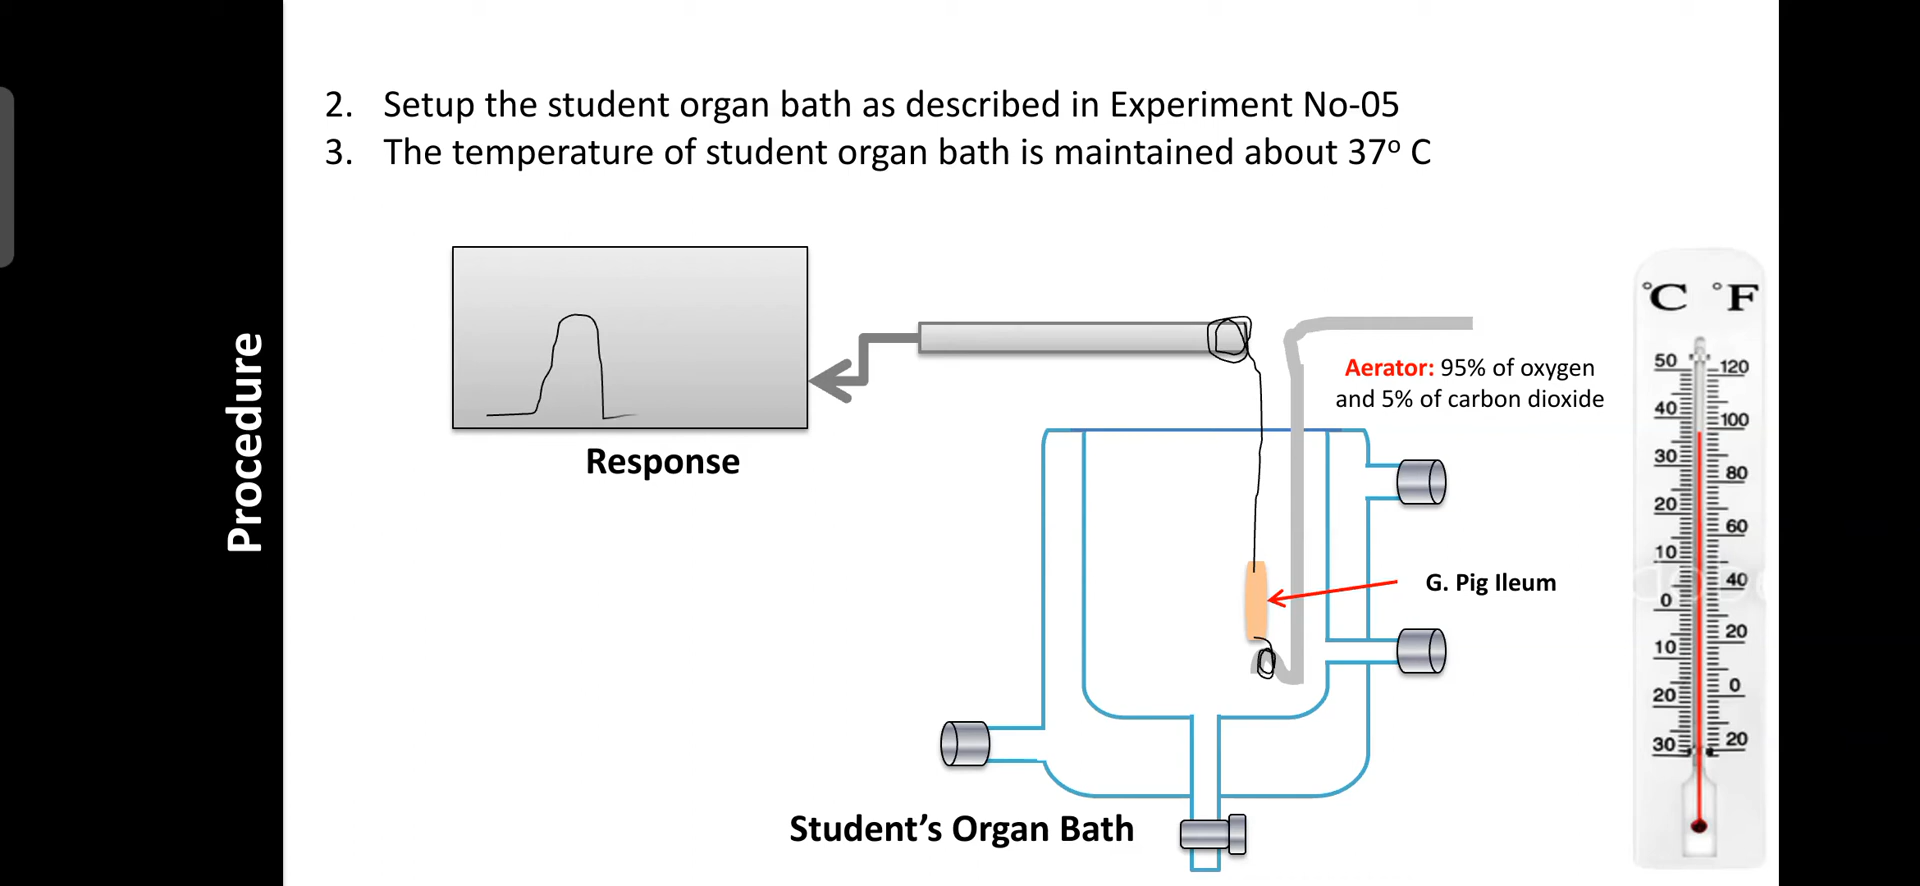 2. Setup the student organ bath as described in Experiment No-05
3. The temperature of student organ bath is maintained about 37º C
Procedure
Response
Aerator: 95% of oxygen
and 5% of carbon dioxide
G. Pig Ileum
Student’s Organ Bath
°C °F
50 120
40 100
30 80
20 60
10 40
0 20
10 0
20 20
30